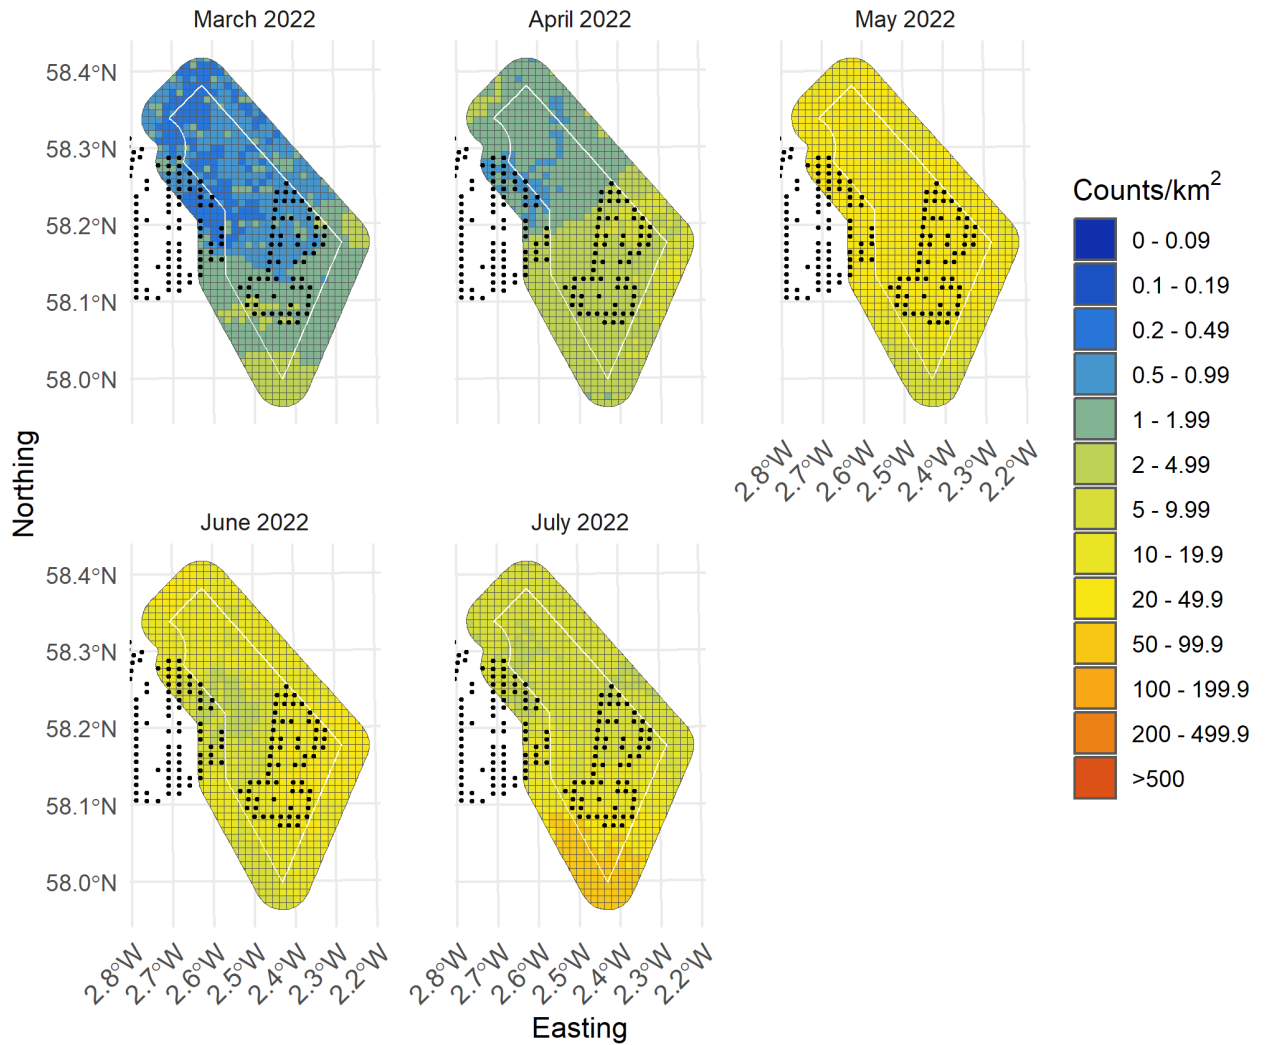 March 2022
April 2022
May 2022
58.4°N
58.3°N
58.2°N
58.1°N
58.0°N
2.8°W
2.7°W
2.6°W
2.5°W
2.4°W
2.3°W
2.2°W
Northing
June 2022
July 2022
58.4°N
58.3°N
58.2°N
58.1°N
58.0°N
2.8°W
2.7°W
2.6°W
2.5°W
2.4°W
2.3°W
2.2°W
2.8°W
2.7°W
2.6°W
2.5°W
2.4°W
2.3°W
2.2°W
Easting
Counts/km²
0 - 0.09
0.1 - 0.19
0.2 - 0.49
0.5 - 0.99
1 - 1.99
2 - 4.99
5 - 9.99
10 - 19.9
20 - 49.9
50 - 99.9
100 - 199.9
200 - 499.9
>500